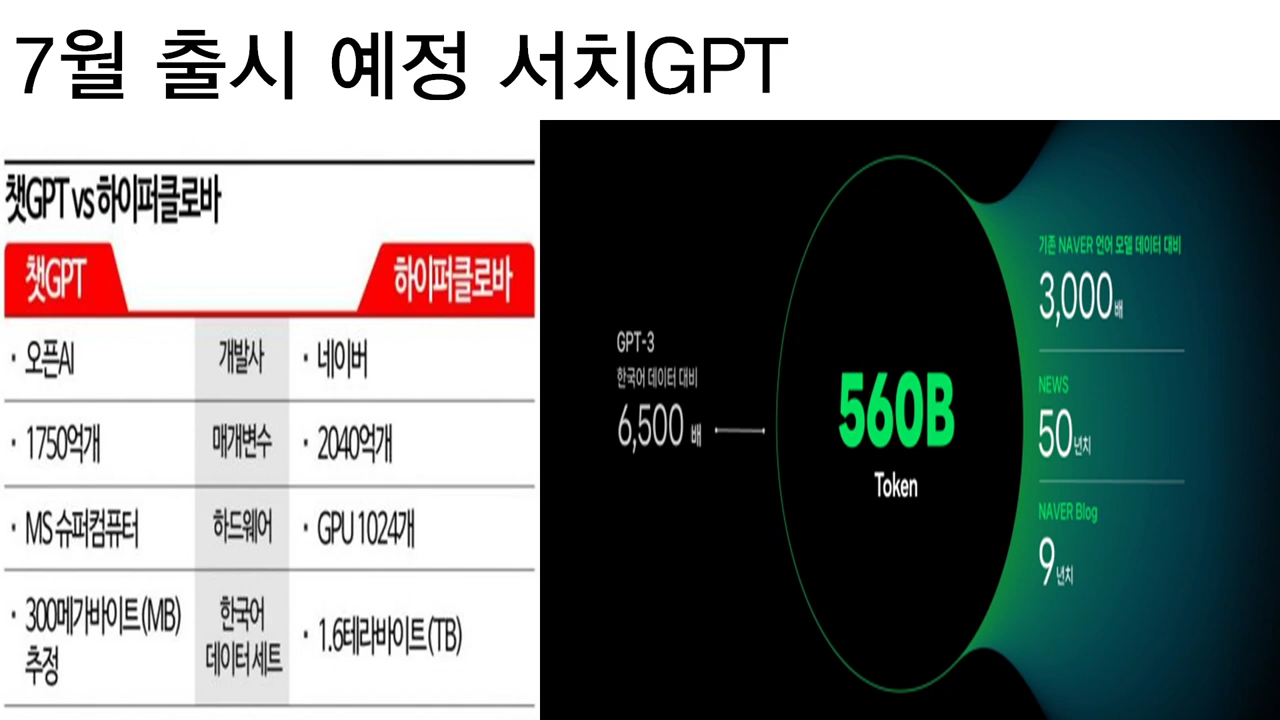 7월 출시 예정 서치GPT
챗GPT vs 하이퍼클로바
챗GPT 하이퍼클로바
· 오픈AI 개발사 · 네이버
· 1750억개 매개변수 · 2040억개
· MS 슈퍼컴퓨터 하드웨어 · GPU 1024개
· 300메가바이트(MB) 추정 한국어 데이터 세트 · 1.6테라바이트(TB)
GPT-3
한국어 데이터 대비
6,500 배
560B
Token
기존 NAVER 언어 모델 데이터 대비
3,000배
NEWS
50년치
NAVER Blog
9년치